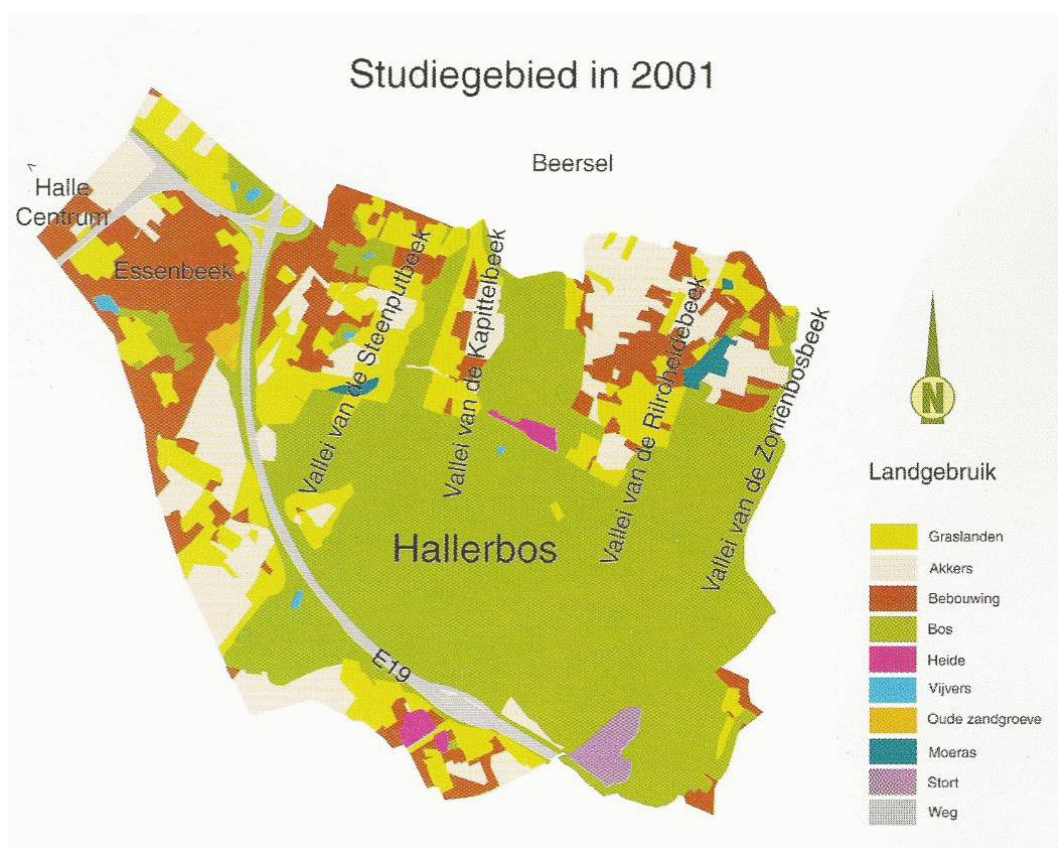 Studiegebied in 2001
Beersel
Halle
Centrum
Essenbeek
Vallei van de Steenputbeek
Vallei van de Kapittelbeek
Vallei van de Rilroheidebeek
Vallei van de Zoniënbosbeek
Hallerbos
E19
N
Landgebruik
Graslanden
Akkers
Bebouwing
Bos
Heide
Vijvers
Oude zandgroeve
Moeras
Stort
Weg